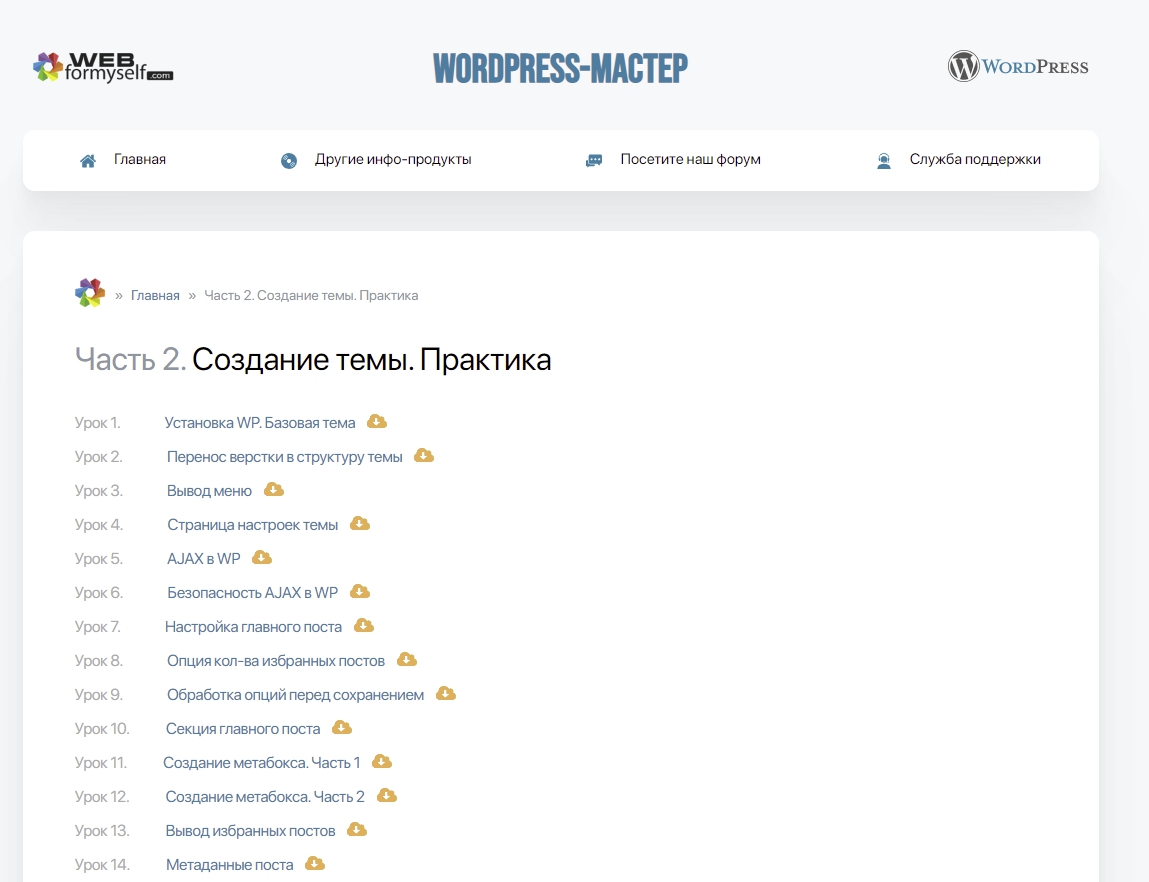 WEB
formyself.com
WORDPRESS-МАСТЕР
WORDPRESS
Главная
Другие инфо-продукты
Посетите наш форум
Служба поддержки
» Главная » Часть 2. Создание темы. Практика
Часть 2. Создание темы. Практика
Урок 1. Установка WP. Базовая тема
Урок 2. Перенос верстки в структуру темы
Урок 3. Вывод меню
Урок 4. Страница настроек темы
Урок 5. AJAX в WP
Урок 6. Безопасность AJAX в WP
Урок 7. Настройка главного поста
Урок 8. Опция кол-ва избранных постов
Урок 9. Обработка опций перед сохранением
Урок 10. Секция главного поста
Урок 11. Создание метабокса. Часть 1
Урок 12. Создание метабокса. Часть 2
Урок 13. Вывод избранных постов
Урок 14. Метаданные поста